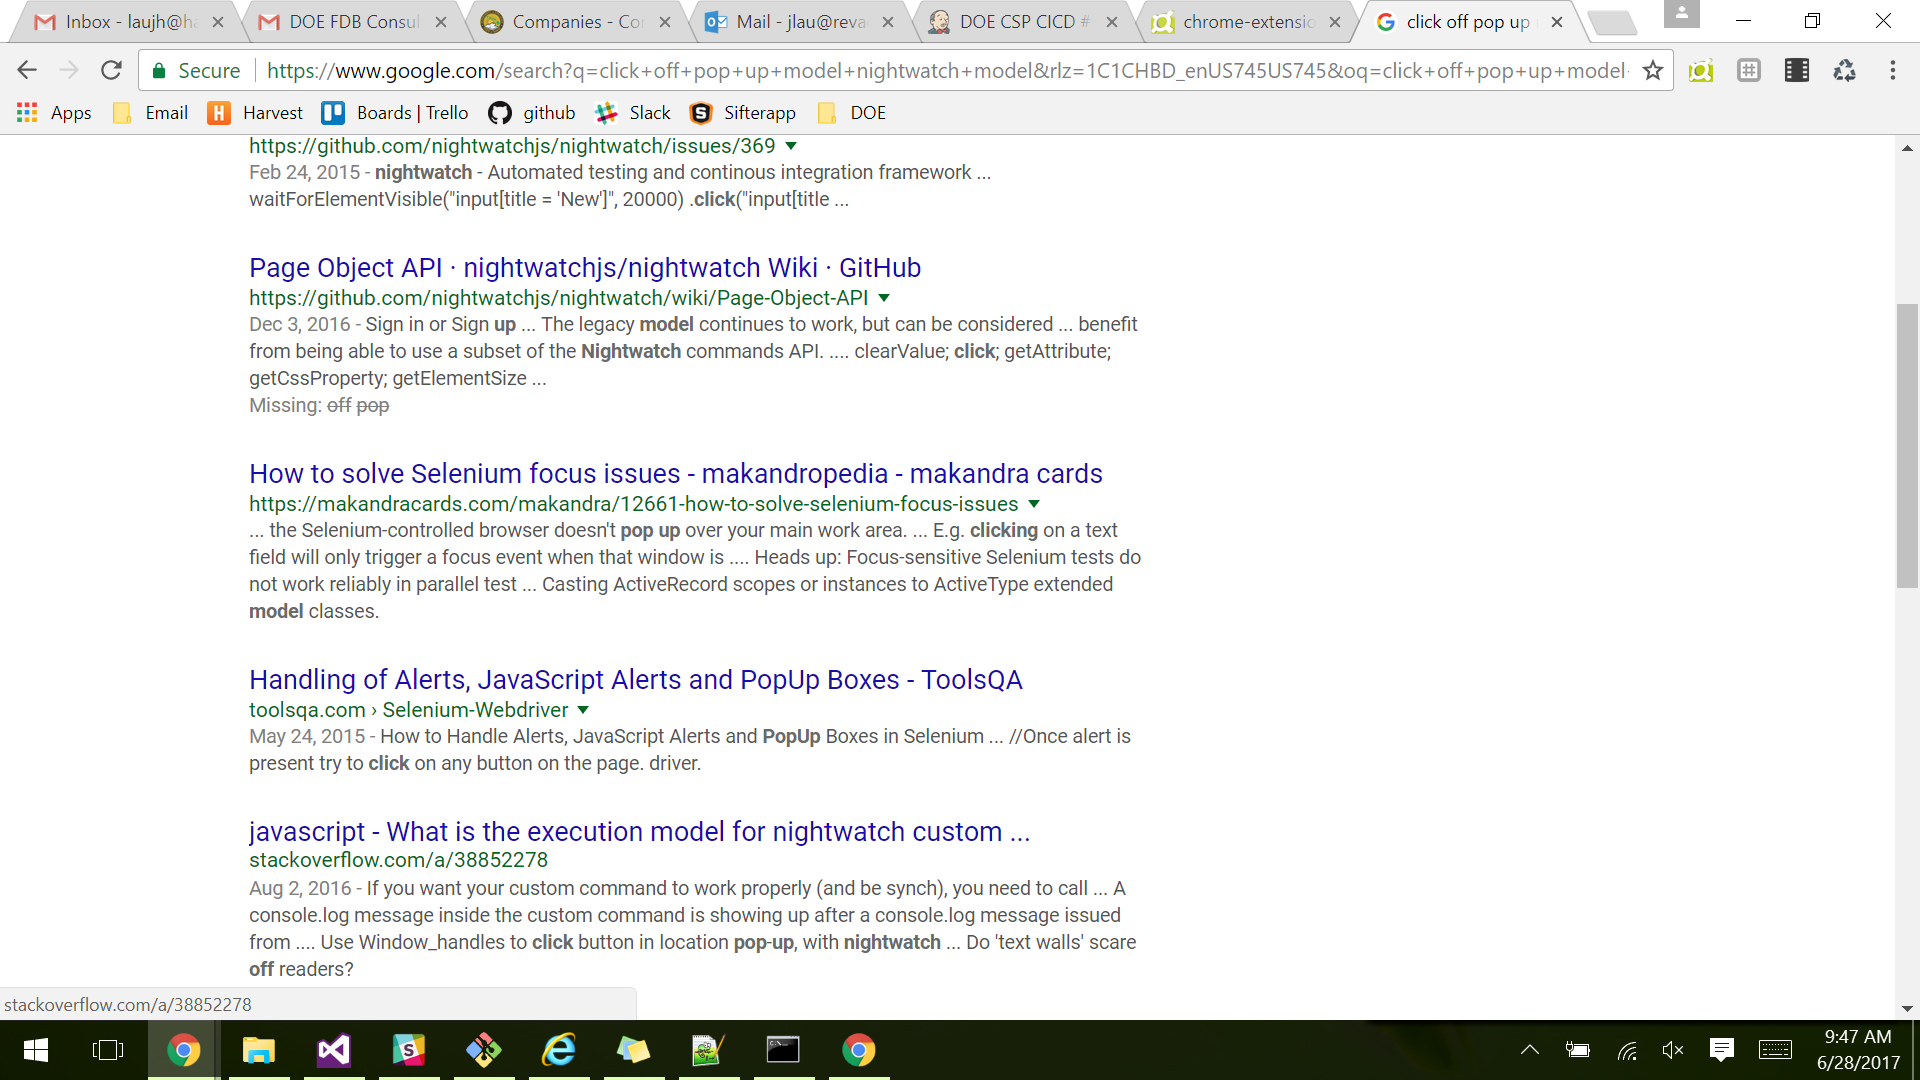 Inbox - laujh@ha
DOE FDB Consul
Companies - Co
Mail - jlau@reva
DOE CSP CICD #
chrome-extensio
click off pop up
Secure
https://www.google.com/search?q=click+off+pop+up+model+nightwatch+model&rlz=1C1CHBD_enUS745US745&oq=click+off+pop+up+model
Apps
Email
Harvest
Boards | Trello
github
Slack
Sifterapp
DOE
https://github.com/nightwatchjs/nightwatch/issues/369
Feb 24, 2015 - nightwatch - Automated testing and continous integration framework ...
waitForElementVisible("input[title = 'New']", 20000) .click("input[title ...
Page Object API · nightwatchjs/nightwatch Wiki · GitHub
https://github.com/nightwatchjs/nightwatch/wiki/Page-Object-API
Dec 3, 2016 - Sign in or Sign up ... The legacy model continues to work, but can be considered ... benefit
from being able to use a subset of the Nightwatch commands API. .... clearValue; click; getAttribute;
getCssProperty; getElementSize ...
Missing: off pop
How to solve Selenium focus issues - makandropedia - makandra cards
https://makandracards.com/makandra/12661-how-to-solve-selenium-focus-issues
... the Selenium-controlled browser doesn't pop up over your main work area. ... E.g. clicking on a text
field will only trigger a focus event when that window is .... Heads up: Focus-sensitive Selenium tests do
not work reliably in parallel test ... Casting ActiveRecord scopes or instances to ActiveType extended
model classes.
Handling of Alerts, JavaScript Alerts and PopUp Boxes - ToolsQA
toolsqa.com › Selenium-Webdriver
May 24, 2015 - How to Handle Alerts, JavaScript Alerts and PopUp Boxes in Selenium ... //Once alert is
present try to click on any button on the page. driver.
javascript - What is the execution model for nightwatch custom ...
stackoverflow.com/a/38852278
Aug 2, 2016 - If you want your custom command to work properly (and be synch), you need to call ... A
console.log message inside the custom command is showing up after a console.log message issued
from .... Use Window_handles to click button in location pop-up, with nightwatch ... Do 'text walls' scare
off readers?
stackoverflow.com/a/38852278
9:47 AM
6/28/2017